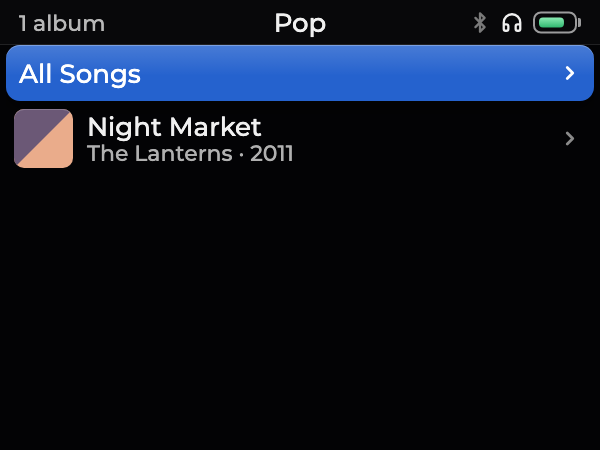 1 album
Pop
All Songs
Night Market
The Lanterns · 2011